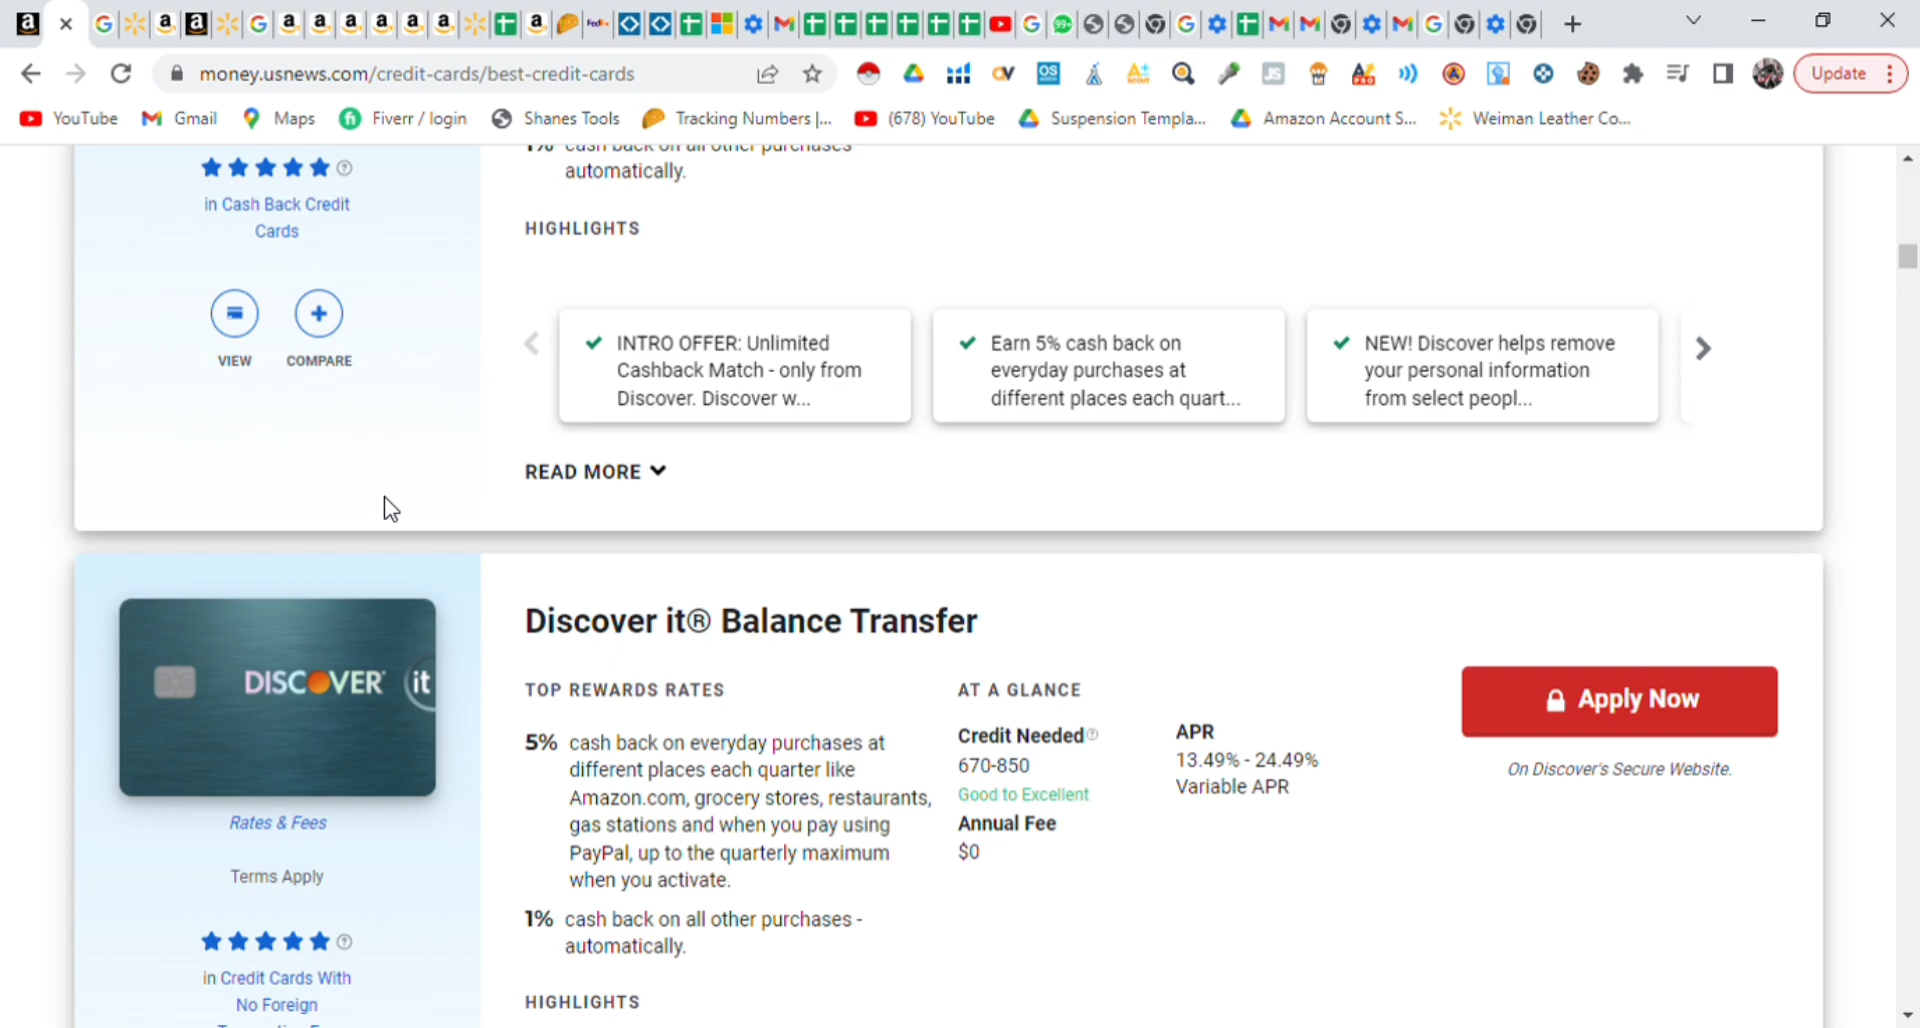 money.usnews.com/credit-cards/best-credit-cards
Update
YouTube
Gmail
Maps
Fiverr / login
Shanes Tools
Tracking Numbers |...
(678) YouTube
Suspension Templa...
Amazon Account S...
Weiman Leather Co...
1% cash back on all other purchases
automatically.
in Cash Back Credit
Cards
HIGHLIGHTS
VIEW
COMPARE
INTRO OFFER: Unlimited
Cashback Match - only from
Discover. Discover w...
Earn 5% cash back on
everyday purchases at
different places each quart...
NEW! Discover helps remove
your personal information
from select peopl...
READ MORE
DISCOVER it
Rates & Fees
Terms Apply
in Credit Cards With
No Foreign
Discover it® Balance Transfer
TOP REWARDS RATES
5% cash back on everyday purchases at
different places each quarter like
Amazon.com, grocery stores, restaurants,
gas stations and when you pay using
PayPal, up to the quarterly maximum
when you activate.
1% cash back on all other purchases -
automatically.
HIGHLIGHTS
AT A GLANCE
Credit Needed
670-850
Good to Excellent
Annual Fee
$0
APR
13.49% - 24.49%
Variable APR
Apply Now
On Discover's Secure Website.